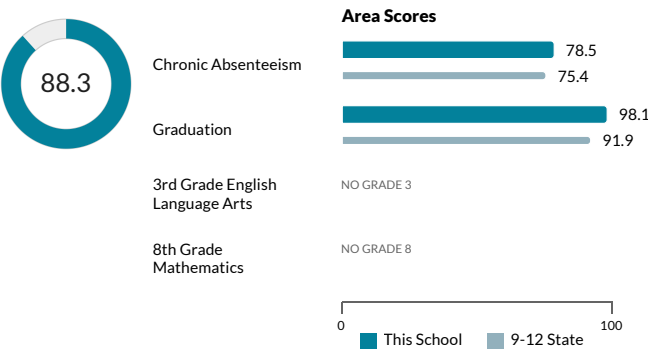 Area Scores
88.3
Chronic Absenteeism
78.5
75.4
Graduation
98.1
91.9
3rd Grade English
Language Arts
NO GRADE 3
8th Grade
Mathematics
NO GRADE 8
0
100
This School
9-12 State